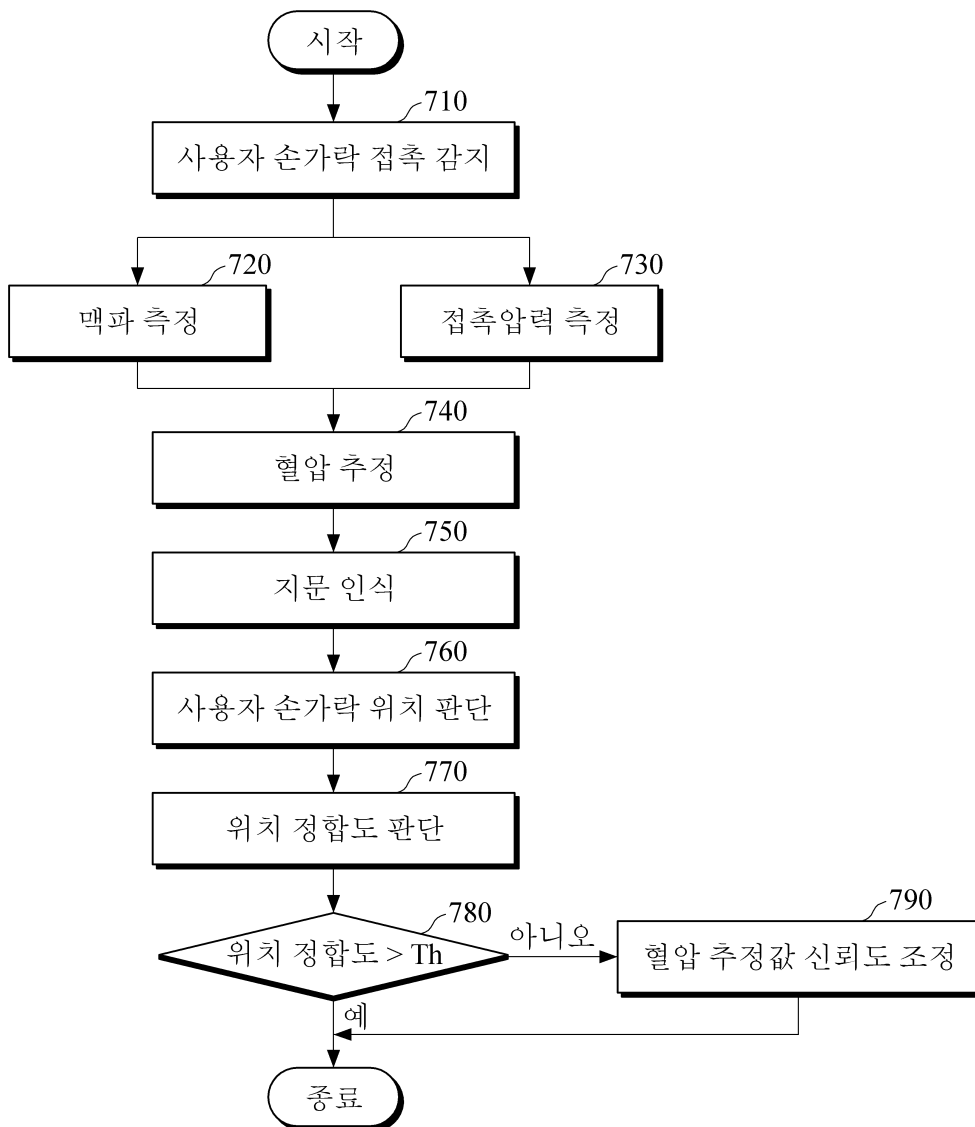 시작
710
사용자 손가락 접촉 감지
720
맥파 측정
730
접촉압력 측정
740
혈압 추정
750
지문 인식
760
사용자 손가락 위치 판단
770
위치 정합도 판단
780
위치 정합도 > Th
아니오
790
혈압 추정값 신뢰도 조정
예
종료